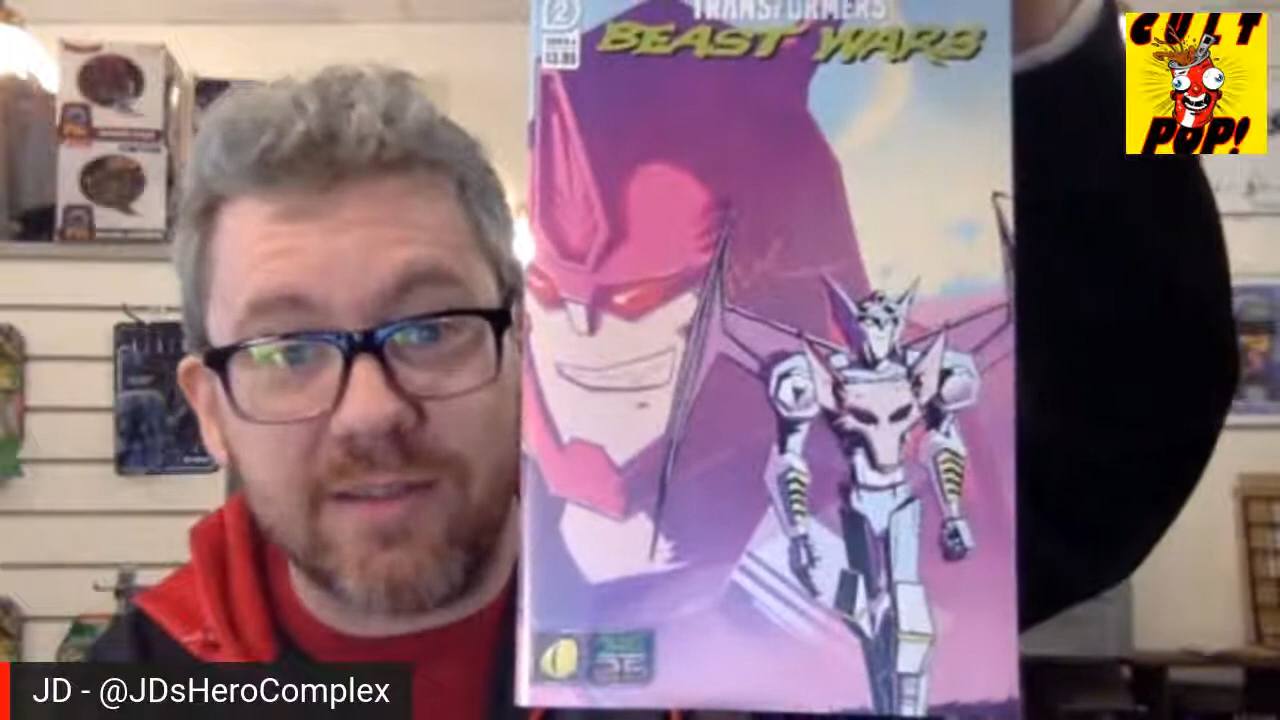 2
$3.99
TRANSFORMERS
BEAST WARS
CULT
POP!
JD - @JDsHeroComplex